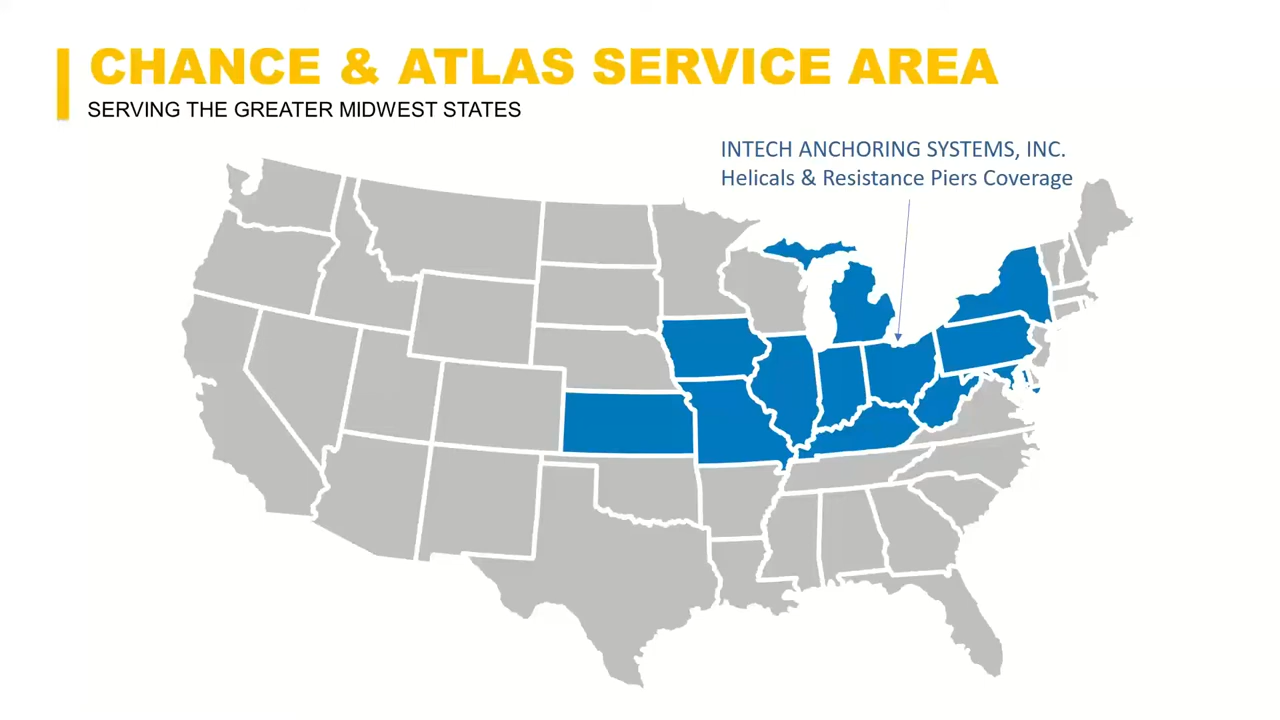 CHANCE & ATLAS SERVICE AREA
SERVING THE GREATER MIDWEST STATES
INTECH ANCHORING SYSTEMS, INC.
Helicals & Resistance Piers Coverage